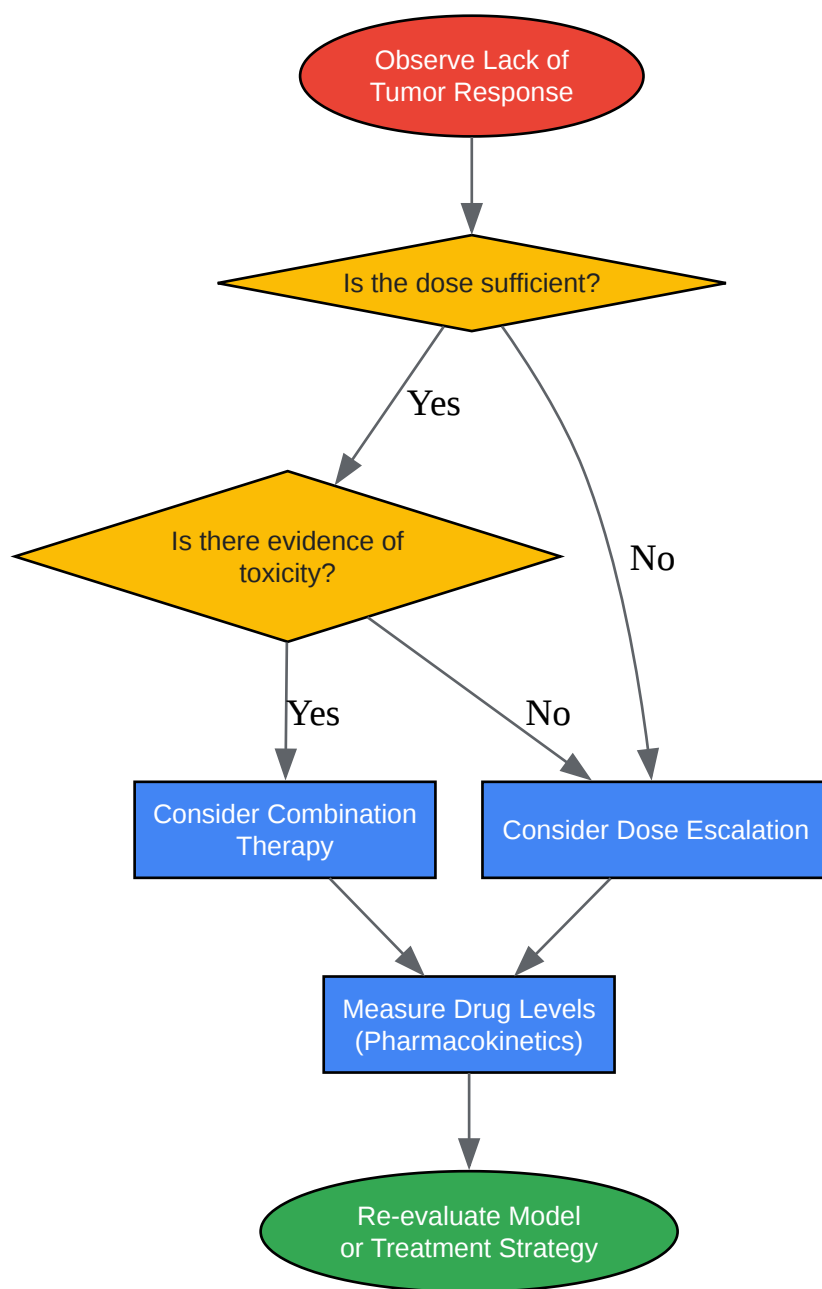 Observe Lack of
Tumor Response
Is the dose sufficient?
Yes
No
Is there evidence of
toxicity?
Yes
No
Consider Combination
Therapy
Consider Dose Escalation
Measure Drug Levels
(Pharmacokinetics)
Re-evaluate Model
or Treatment Strategy